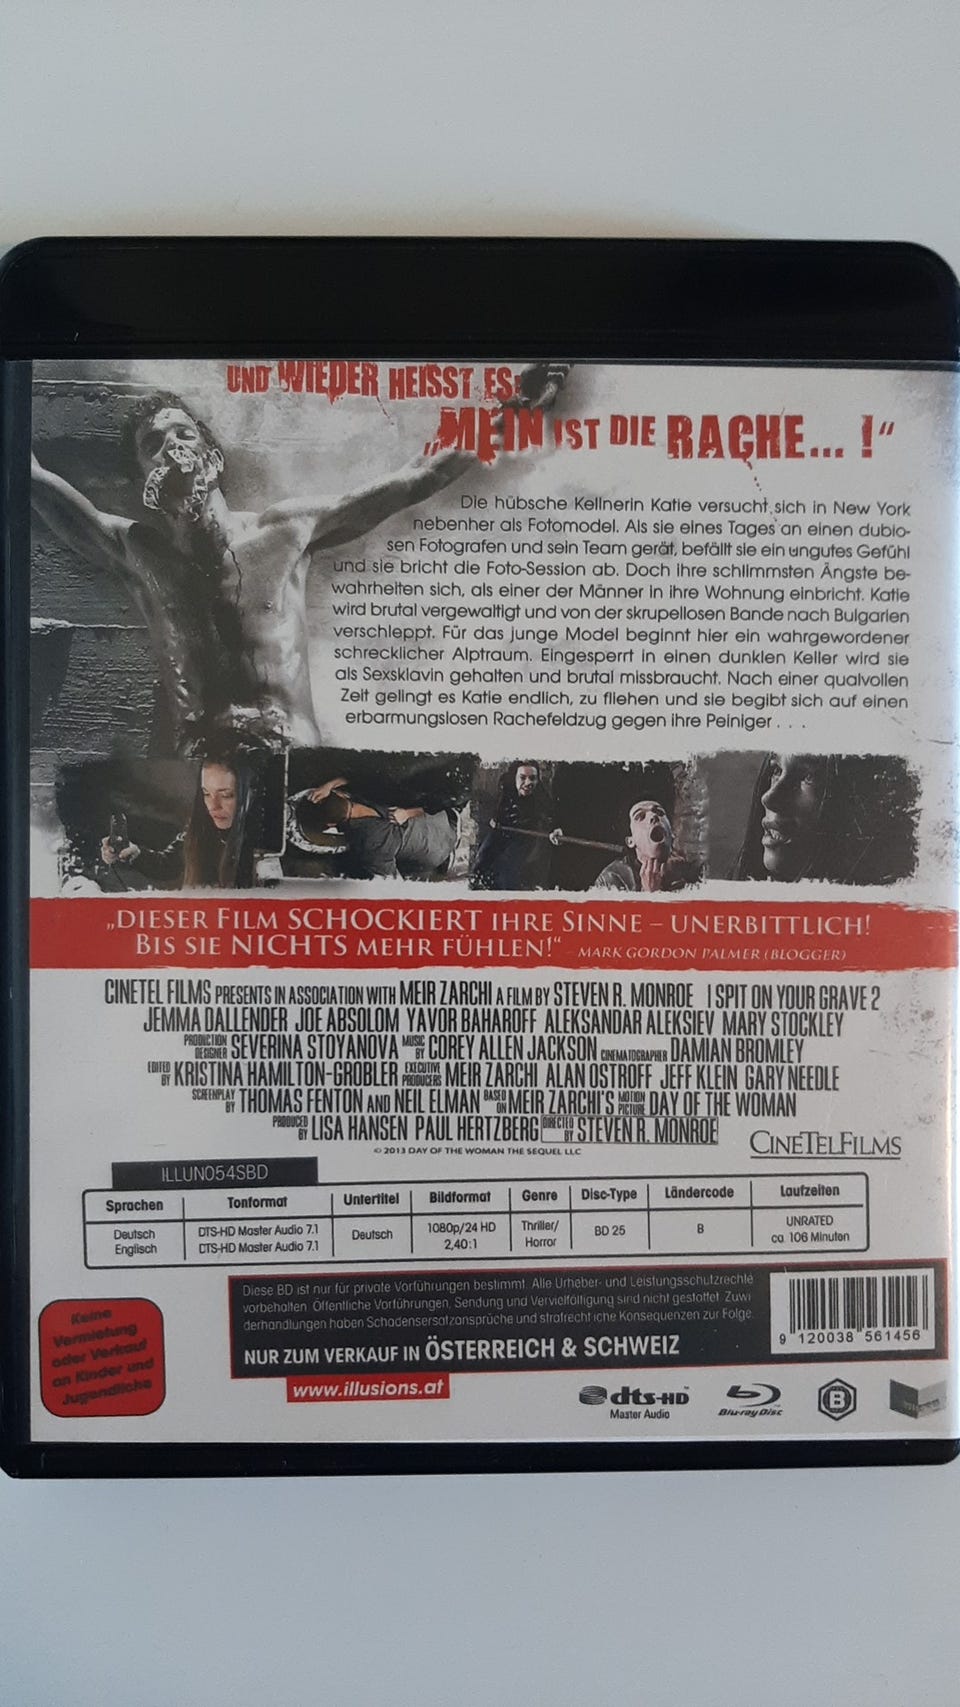 UND WIEDER HEISST ES:
„MEIN IST DIE RACHE... !“
Die hübsche Kellnerin Katie versucht sich in New York
nebenher als Fotomodel. Als sie eines Tages an einen dubio-
sen Fotografen und sein Team gerät, befällt sie ein ungutes Gefühl
und sie bricht die Foto-Session ab. Doch ihre schlimmsten Ängste be-
wahrheiten sich, als einer der Männer in ihre Wohnung einbricht. Katie
wird brutal vergewaltigt und von der skrupellosen Bande nach Bulgarien
verschleppt. Für das junge Model beginnt hier ein wahrgewordener
schrecklicher Alptraum. Eingesperrt in einen dunklen Keller wird sie
als Sexsklavin gehalten und brutal missbraucht. Nach einer qualvollen
Zeit gelingt es Katie endlich, zu fliehen und sie begibt sich auf einen
erbarmungslosen Rachefeldzug gegen ihre Peiniger . . .
„DIESER FILM SCHOCKIERT IHRE SINNE – UNERBITTLICH!
BIS SIE NICHTS MEHR FÜHLEN!“ - MARK GORDON PALMER (BLOGGER)
CINETEL FILMS PRESENTS IN ASSOCIATION WITH MEIR ZARCHI A FILM BY STEVEN R. MONROE I SPIT ON YOUR GRAVE 2
JEMMA DALLENDER JOE ABSOLOM YAVOR BAHAROFF ALEKSANDAR ALEKSIEV MARY STOCKLEY
PRODUCTION DESIGNER SEVERINA STOYANOVA MUSIC BY COREY ALLEN JACKSON CINEMATOGRAPHER DAMIAN BROMLEY
EDITED BY KRISTINA HAMILTON-GROBLER EXECUTIVE PRODUCERS MEIR ZARCHI ALAN OSTROFF JEFF KLEIN GARY NEEDLE
SCREENPLAY BY THOMAS FENTON AND NEIL ELMAN BASED ON MEIR ZARCHI'S MOTION PICTURE DAY OF THE WOMAN
PRODUCED BY LISA HANSEN PAUL HERTZBERG DIRECTED BY STEVEN R. MONROE
© 2013 DAY OF THE WOMAN THE SEQUEL LLC
CINETELFILMS
ILLUN054SBD
Sprachen Tonformat Untertitel Bildformat Genre Disc-Type Ländercode Laufzeiten
Deutsch DTS-HD Master Audio 7.1 Deutsch 1080p/24 HD Thriller/ BD 25 B UNRATED
Englisch DTS-HD Master Audio 7.1 2,40:1 Horror ca. 106 Minuten
Diese BD ist nur für private Vorführungen bestimmt. Alle Urheber- und Leistungsschutzrechte
vorbehalten. Öffentliche Vorführungen, Sendung und Vervielfältigung sind nicht gestattet. Zuwi
derhandlungen haben Schadensersatzansprüche und strafrechtliche Konsequenzen zur Folge.
NUR ZUM VERKAUF IN ÖSTERREICH & SCHWEIZ
9 120038 561456
Keine
Vermietung
oder Verkauf
an Kinder und
Jugendliche
www.illusions.at
dts-HD
Master Audio
Blu-ray Disc
B